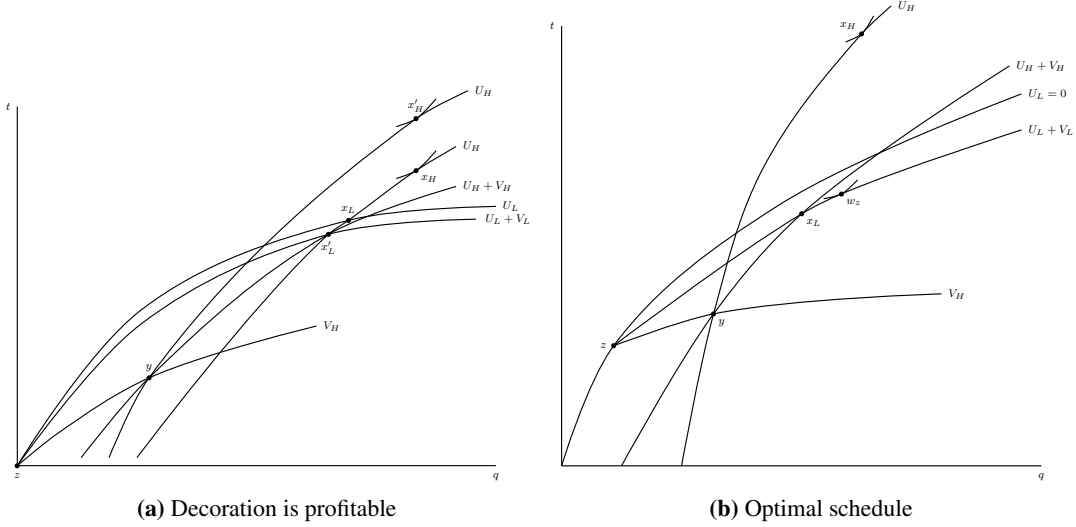 t
x′_H
U_H
U_H
x_H
U_H + V_H
x_L
U_L
U_L + V_L
x′_L
V_H
y
z
q
(a) Decoration is profitable
t
x_H
U_H
U_H + V_H
U_L = 0
U_L + V_L
w_z
x_L
V_H
y
z
q
(b) Optimal schedule